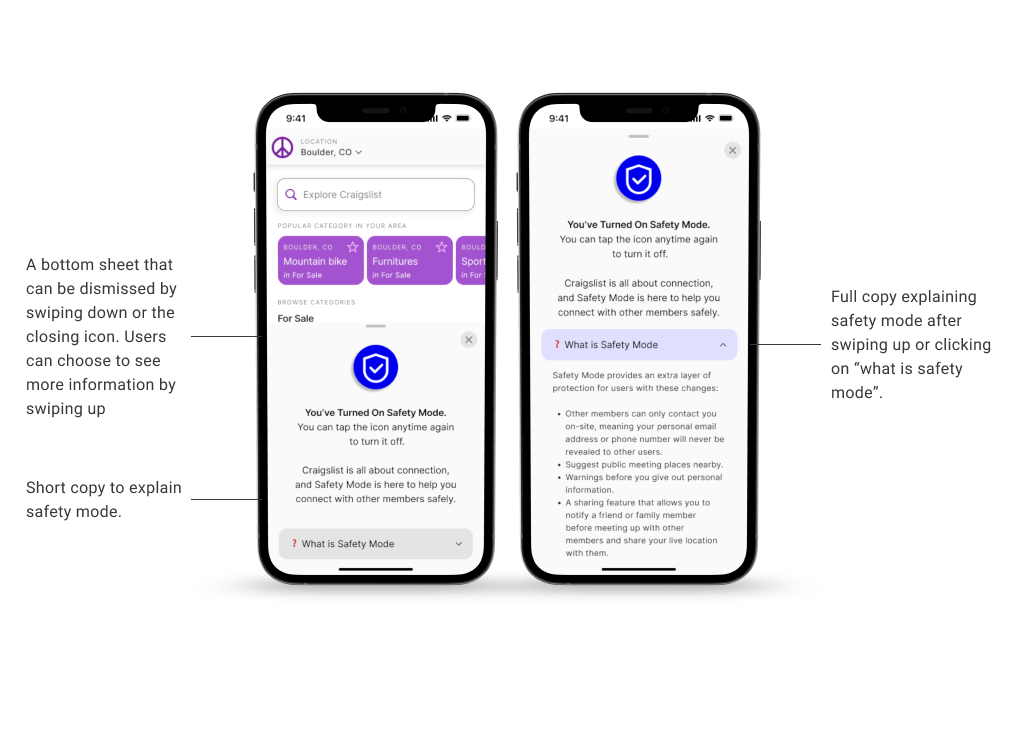 A bottom sheet that
can be dismissed by
swiping down or the
closing icon. Users
can choose to see
more information by
swiping up
Short copy to explain
safety mode.
9:41
LOCATION
Boulder, CO
Explore Craigslist
POPULAR CATEGORY IN YOUR AREA
BOULDER, CO
Mountain bike
in For Sale
BOULDER, CO
Furnitures
in For Sale
BOULD
Sport
in For Sale
BROWSE CATEGORIES
For Sale
You've Turned On Safety Mode.
You can tap the icon anytime again
to turn it off.
Craigslist is all about connection,
and Safety Mode is here to help you
connect with other members safely.
? What is Safety Mode
9:41
You've Turned On Safety Mode.
You can tap the icon anytime again
to turn it off.
Craigslist is all about connection,
and Safety Mode is here to help you
connect with other members safely.
? What is Safety Mode
Safety Mode provides an extra layer of
protection for users with these changes:
• Other members can only contact you
on-site, meaning your personal email
address or phone number will never be
revealed to other users.
• Suggest public meeting places nearby.
• Warnings before you give out personal
information.
• A sharing feature that allows you to
notify a friend or family member
before meeting up with other
members and share your live location
with them.
Full copy explaining
safety mode after
swiping up or clicking
on “what is safety
mode”.